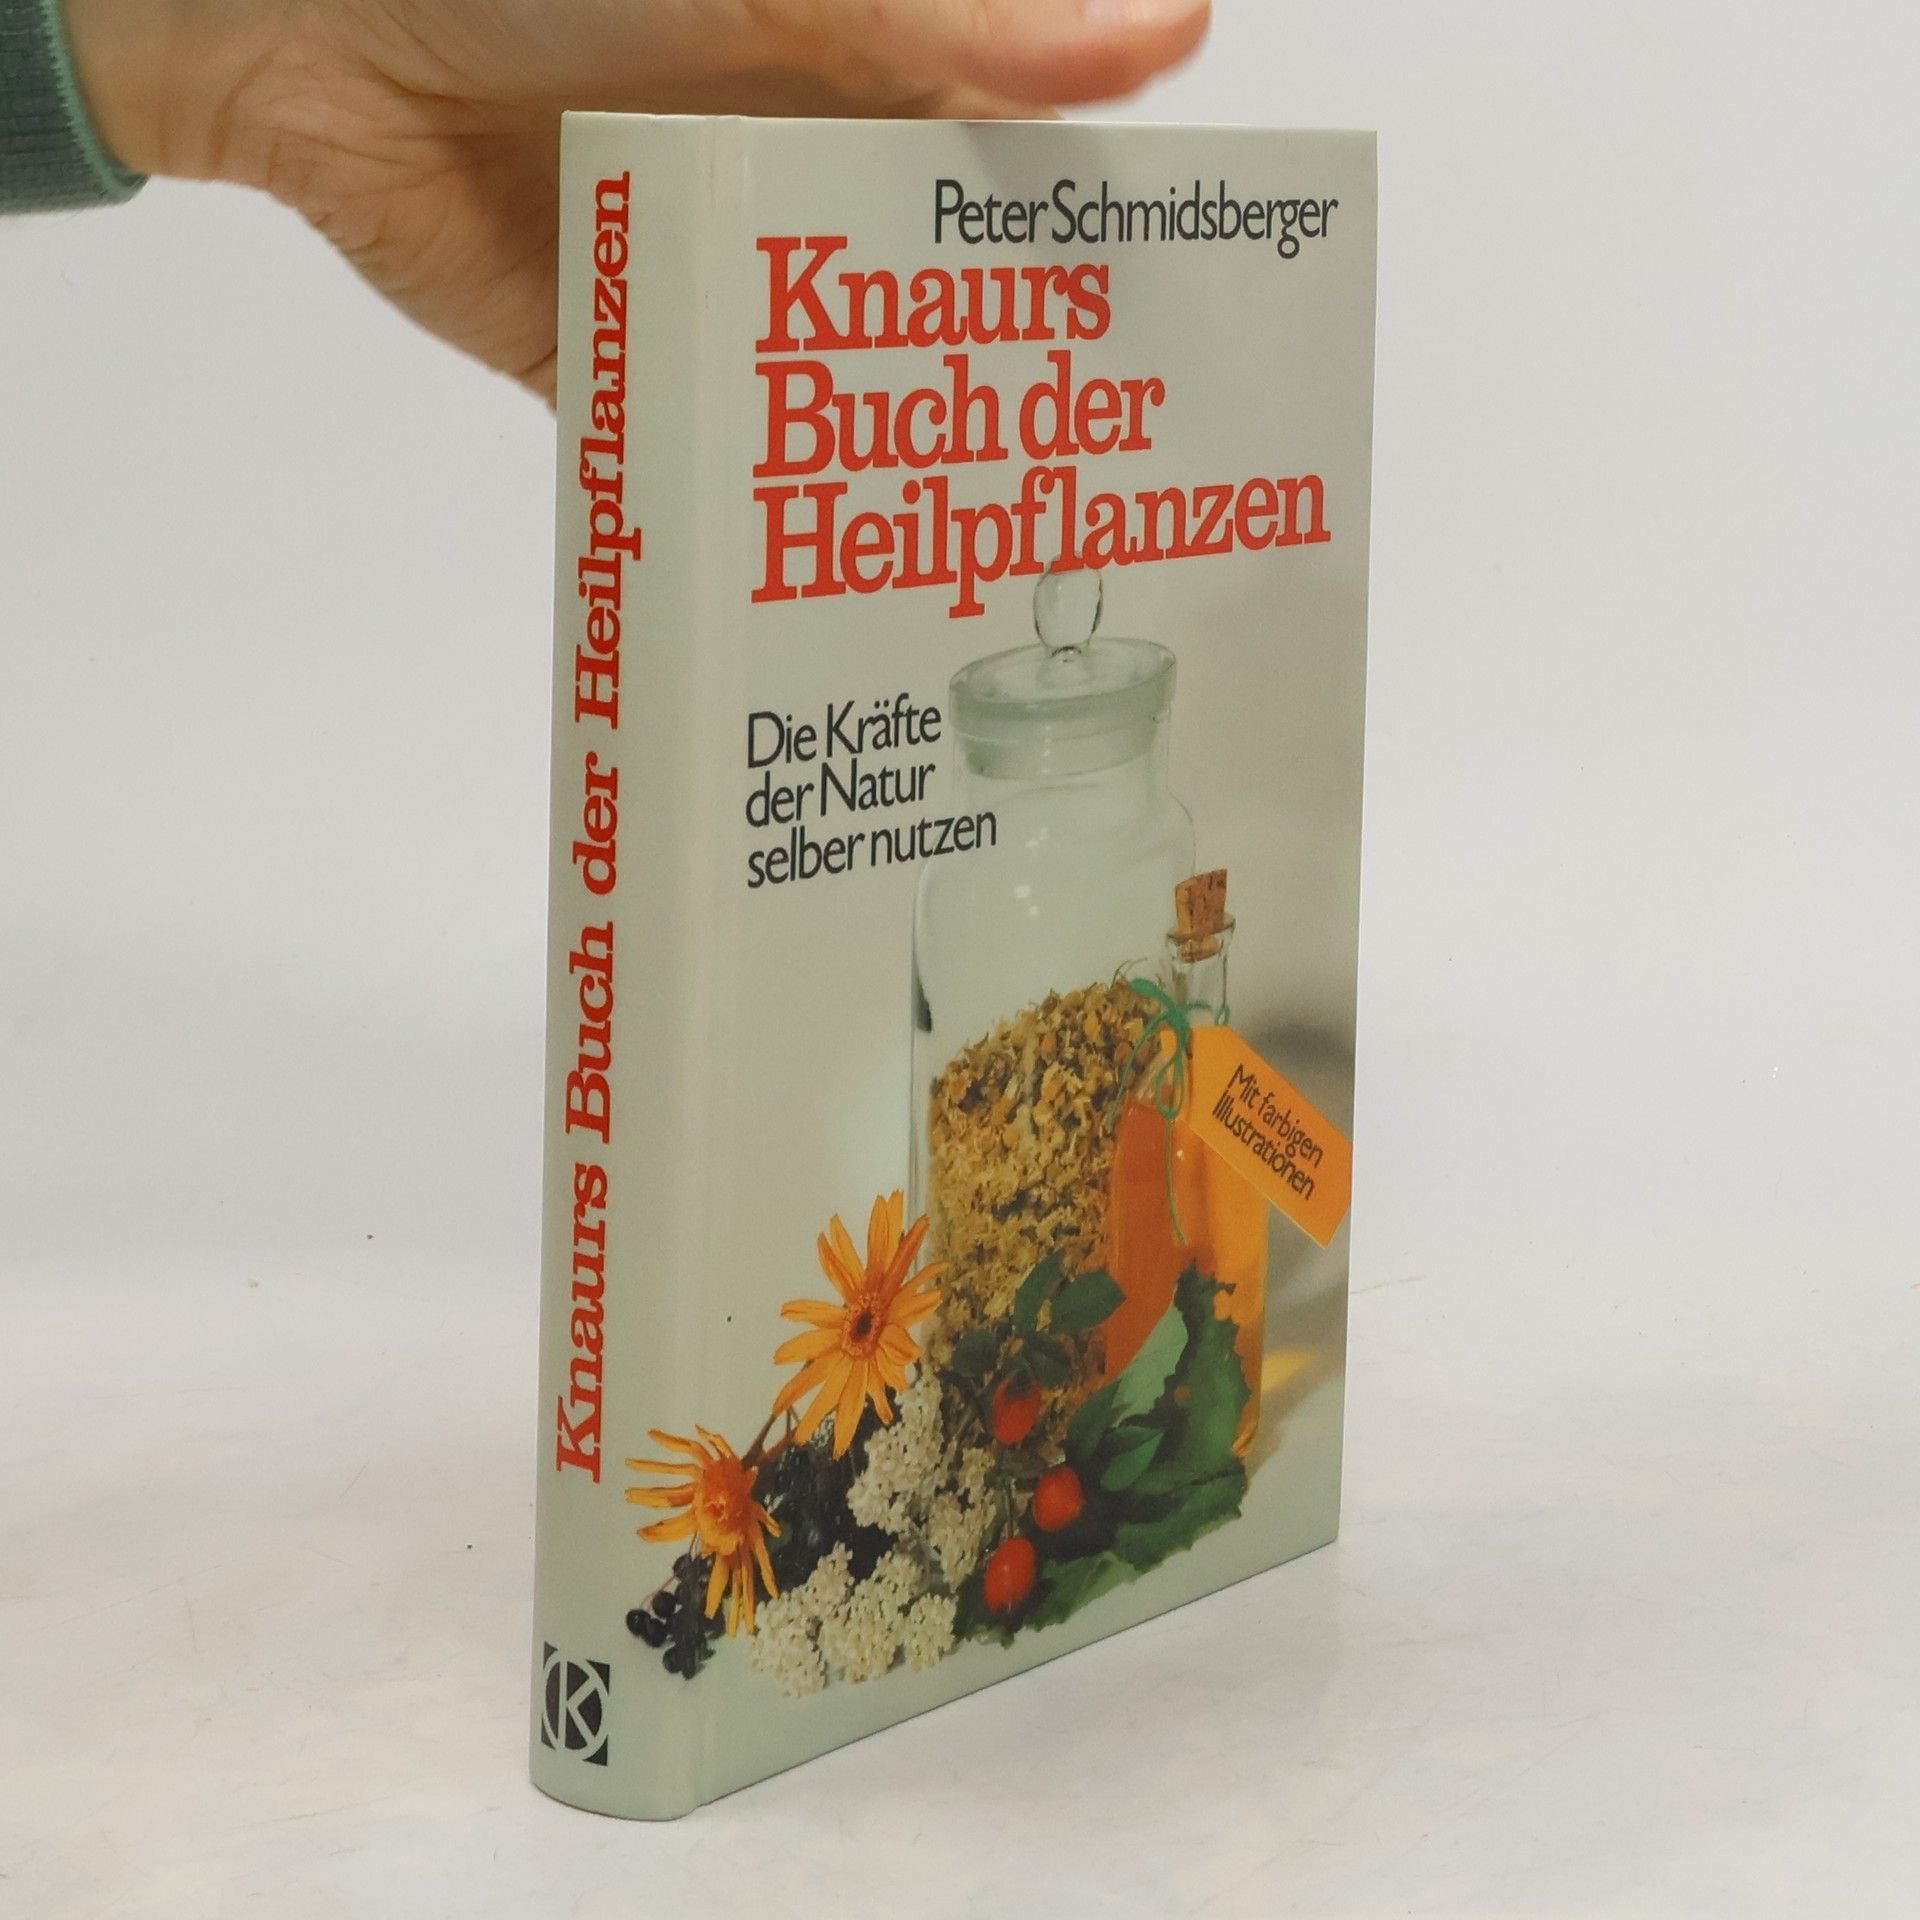 Knaurs Buch der Heilpflanzen
K
Peter Schmidsberger
Knaurs
Buch der
Heilpflanzen
Die Kräfte
der Natur
selber nutzen
Mit farbigen
Illustrationen